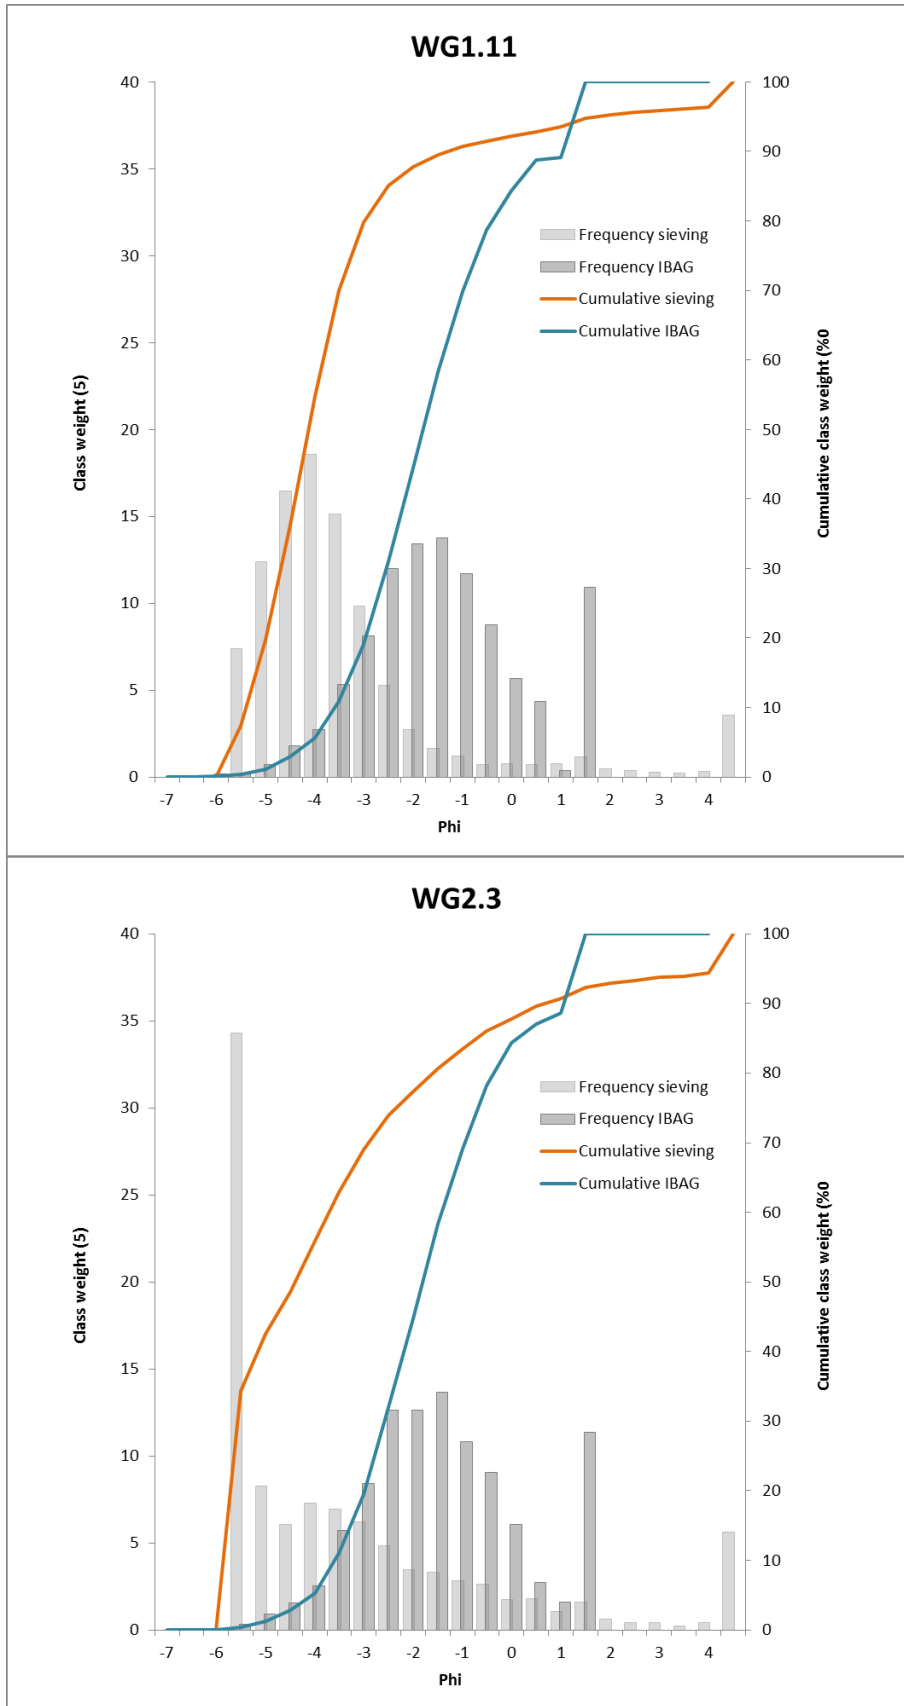 WG1.11
40
35
30
25
20
15
10
5
0
Class weight (5)
100
90
80
70
60
50
40
30
20
10
0
Cumulative class weight (%0
Frequency sieving
Frequency IBAG
Cumulative sieving
Cumulative IBAG
-7 -6 -5 -4 -3 -2 -1 0 1 2 3 4
Phi
WG2.3
40
35
30
25
20
15
10
5
0
Class weight (5)
100
90
80
70
60
50
40
30
20
10
0
Cumulative class weight (%0
Frequency sieving
Frequency IBAG
Cumulative sieving
Cumulative IBAG
-7 -6 -5 -4 -3 -2 -1 0 1 2 3 4
Phi